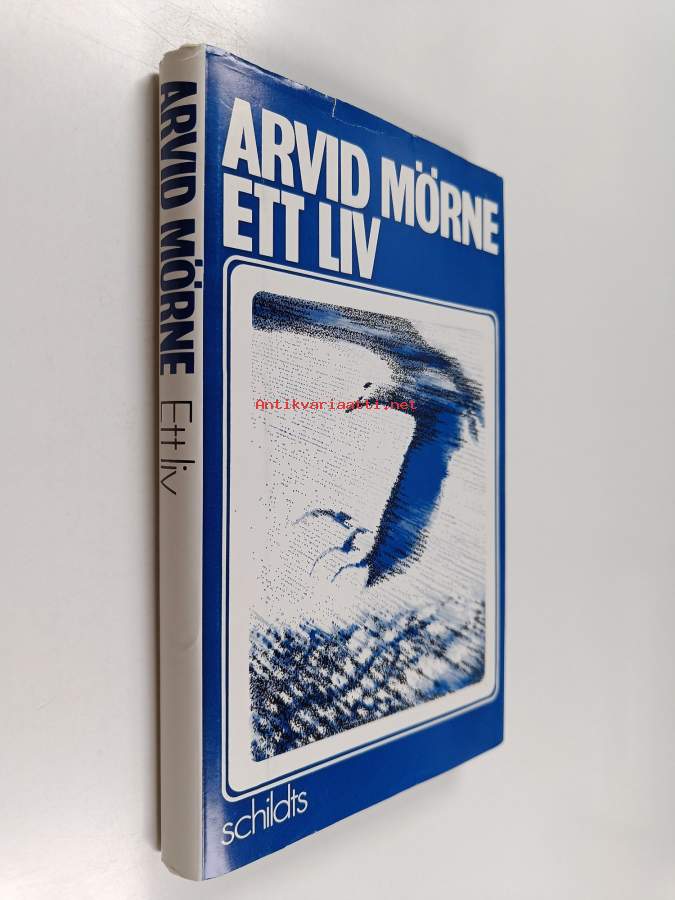 ARVID MÖRNE
ETT LIV
Antikvariaatti.net
schildts
ARVID MÖRNE Ett liv